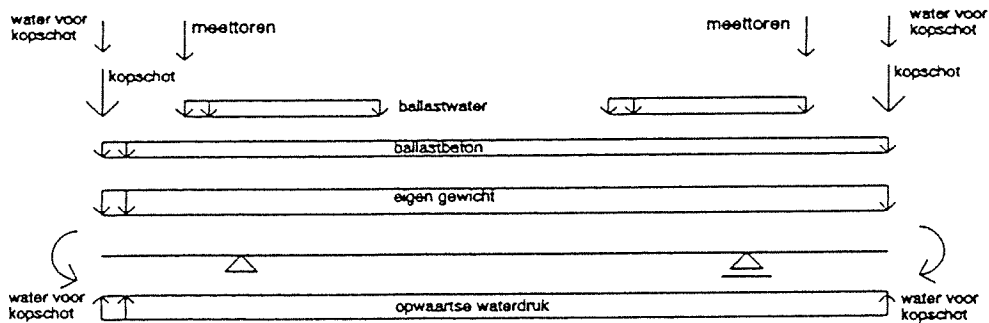 water voor
kopschot
meettoren
meettoren
water voor
kopschot
kopschot
kopschot
ballastwater
ballastbeton
eigen gewicht
water voor
kopschot
opwaartse waterdruk
water voor
kopschot